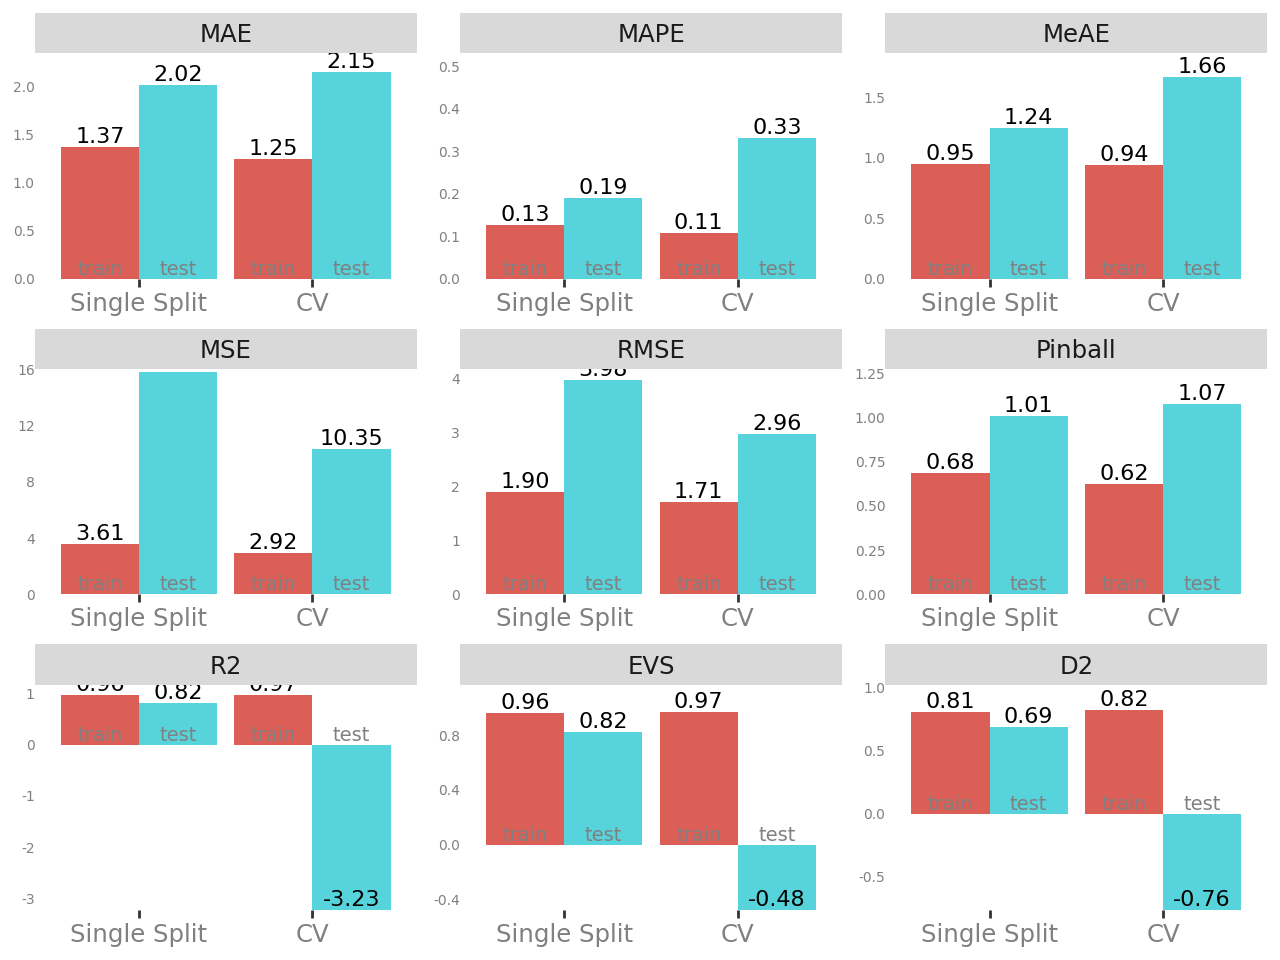 MAE
MAPE
MeAE
2.0
1.5
1.0
0.5
0.0
1.37
2.02
1.25
2.15
train
test
train
test
Single Split
CV
0.5
0.4
0.3
0.2
0.1
0.0
0.13
0.19
0.11
0.33
train
test
train
test
Single Split
CV
1.5
1.0
0.5
0.0
0.95
1.24
0.94
1.66
train
test
train
test
Single Split
CV
MSE
RMSE
Pinball
16
12
8
4
0
3.61
2.92
10.35
train
test
train
test
Single Split
CV
4
3
2
1
0
1.90
3.98
1.71
2.96
train
test
train
test
Single Split
CV
1.25
1.00
0.75
0.50
0.25
0.00
0.68
1.01
0.62
1.07
train
test
train
test
Single Split
CV
R2
EVS
D2
1
0
-1
-2
-3
0.96
0.82
0.97
-3.23
train
test
train
test
Single Split
CV
0.8
0.4
0.0
-0.4
0.96
0.82
0.97
-0.48
train
test
train
test
Single Split
CV
1.0
0.5
0.0
-0.5
0.81
0.69
0.82
-0.76
train
test
train
test
Single Split
CV